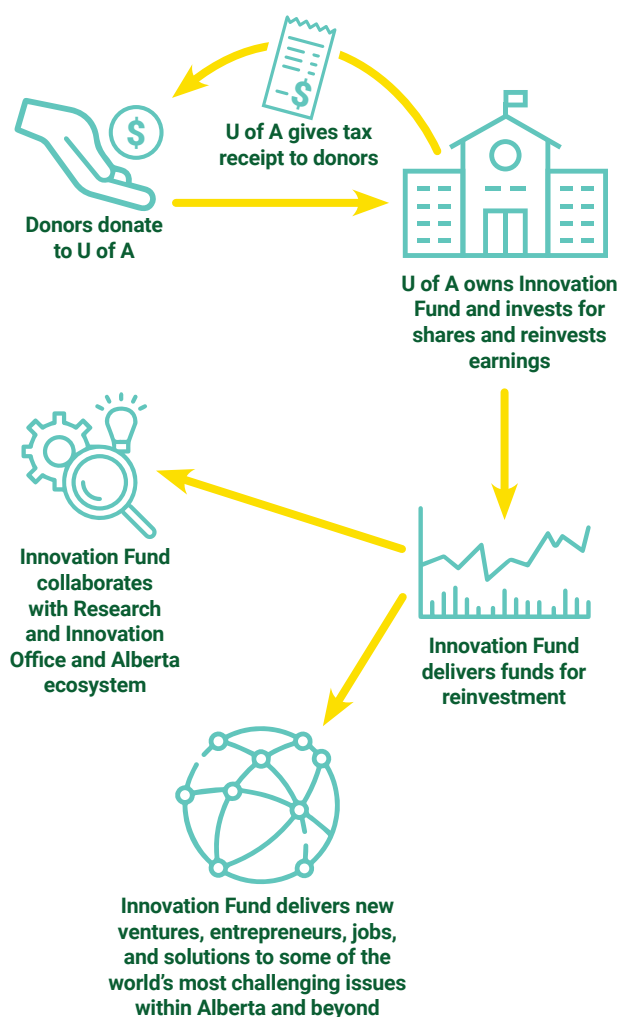 $
$
U of A gives tax
receipt to donors
Donors donate
to U of A
U of A owns Innovation
Fund and invests for
shares and reinvests
earnings
Innovation Fund
collaborates
with Research
and Innovation
Office and Alberta
ecosystem
Innovation Fund
delivers funds for
reinvestment
Innovation Fund delivers new
ventures, entrepreneurs, jobs,
and solutions to some of the
world’s most challenging issues
within Alberta and beyond